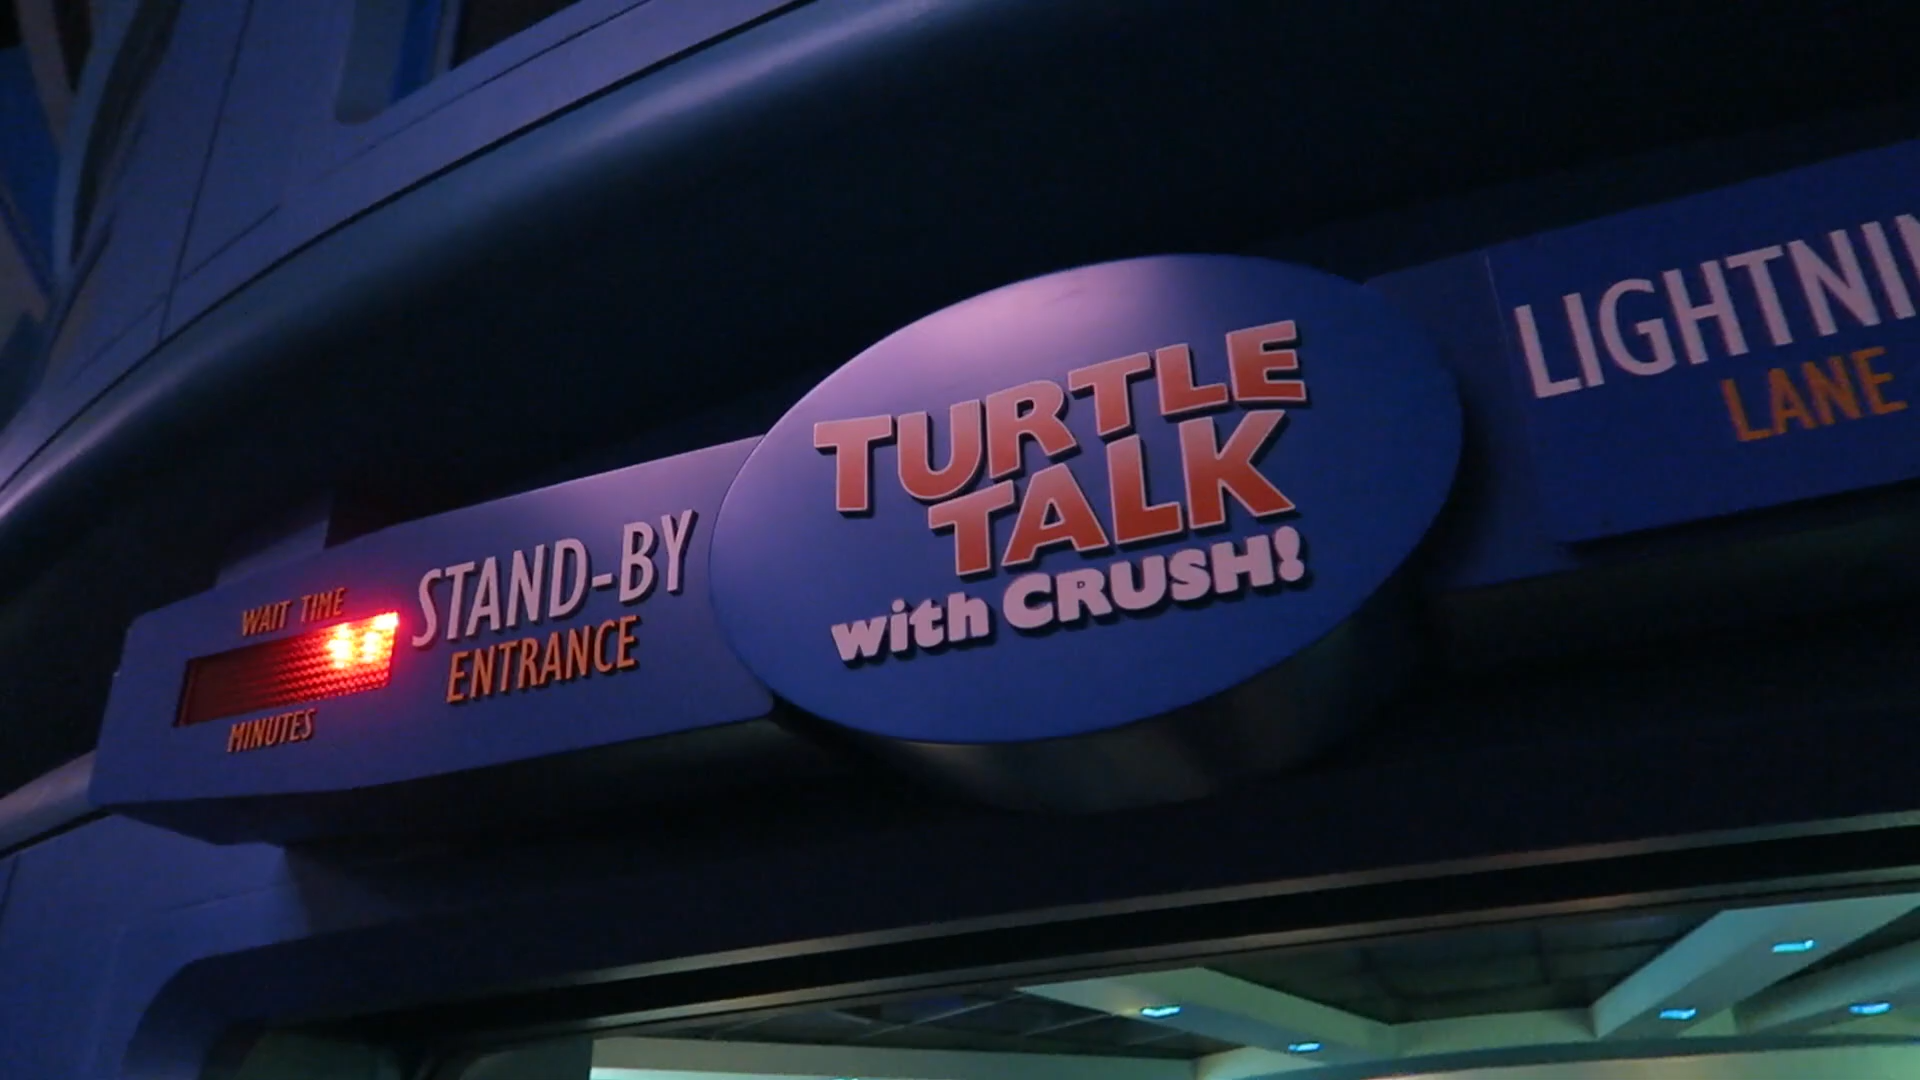 WAIT TIME
MINUTES
STAND-BY
ENTRANCE
TURTLE
TALK
with CRUSH!
LANE